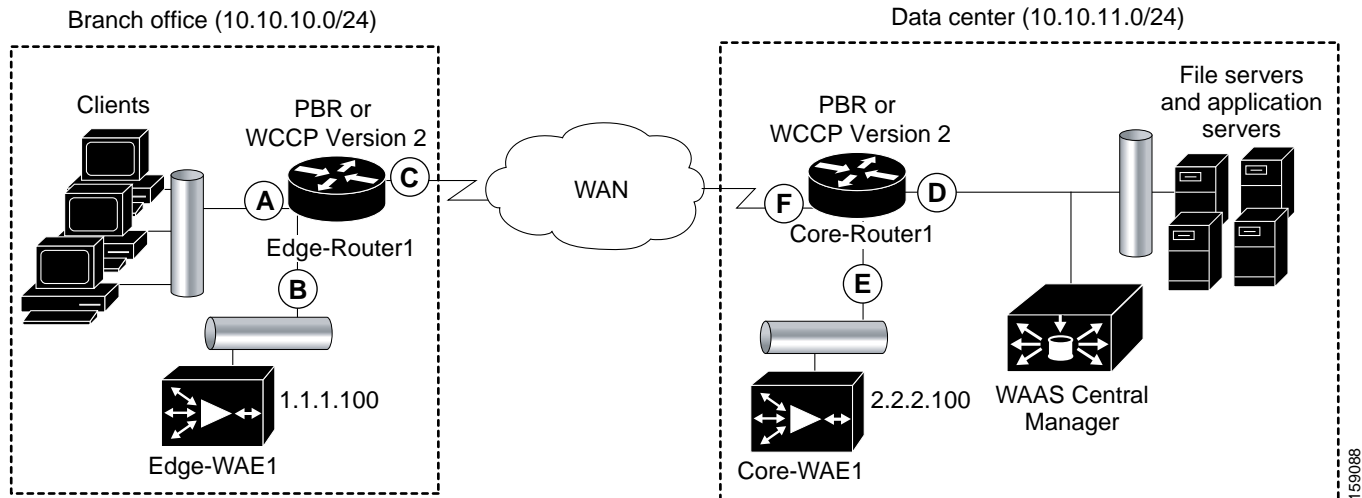 Branch office (10.10.10.0/24)
Data center (10.10.11.0/24)
Clients
PBR or
WCCP Version 2
A
C
Edge-Router1
B
1.1.1.100
Edge-WAE1
WAN
PBR or
WCCP Version 2
F
D
Core-Router1
E
2.2.2.100
Core-WAE1
File servers
and application
servers
WAAS Central
Manager
159088